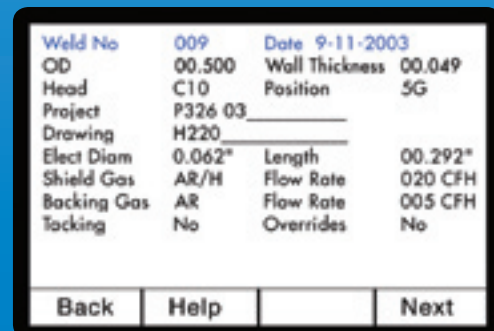 Weld No 009 Date 9-11-2003
OD 00.500 Wall Thickness 00.049
Head C10 Position 5G
Project P326 03
Drawing H220
Elect Diam 0.062" Length 00.292"
Shield Gas AR/H Flow Rate 020 CFH
Backing Gas AR Flow Rate 005 CFH
Tacking No Overrides No
Back Help Next